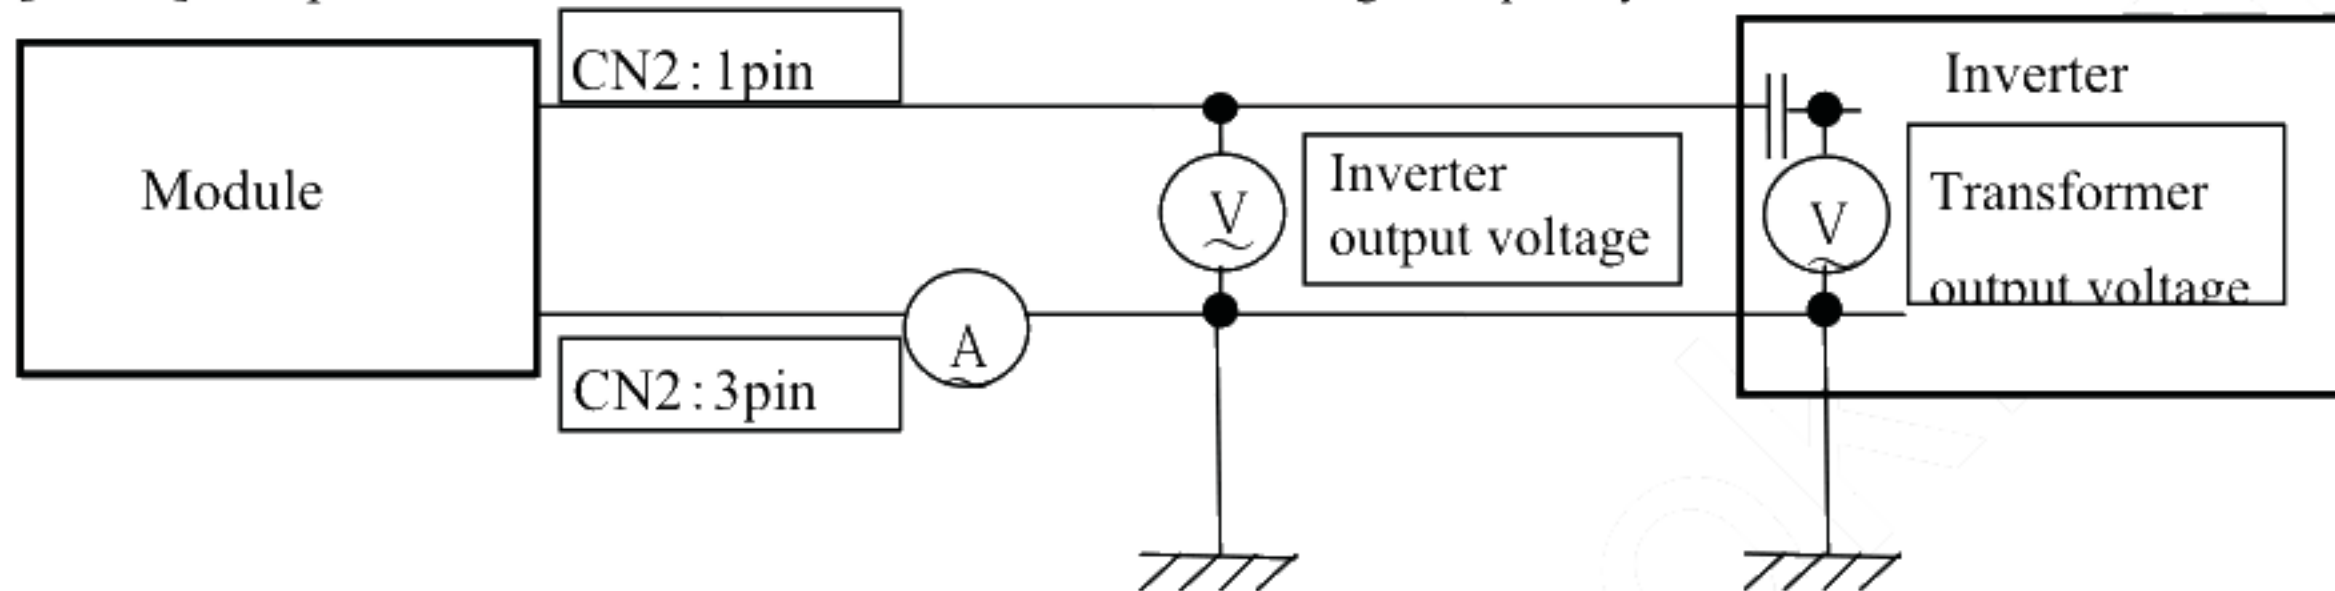 CN2 : 1pin
Inverter
Module
Inverter
output voltage
V
V
Transformer
output voltage
A
CN2 : 3pin